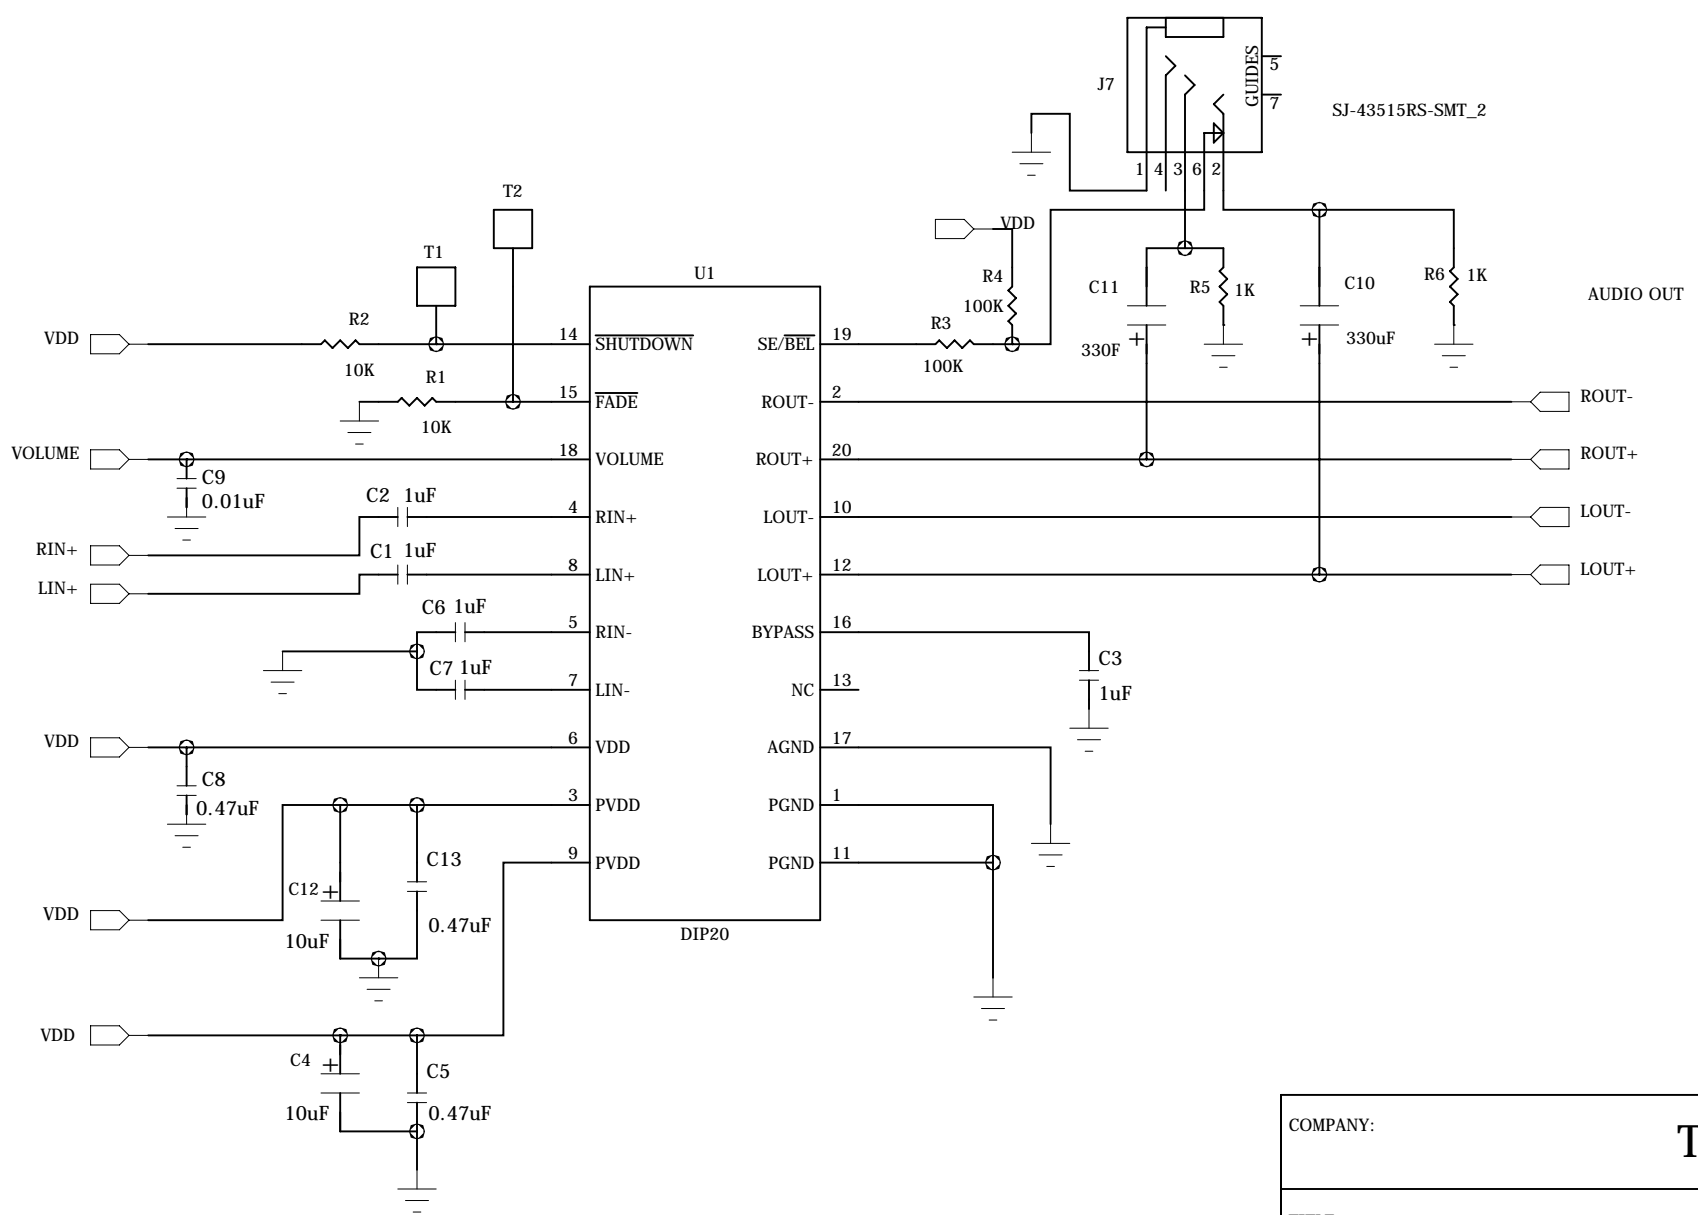 J7
GUIDES
5
7
SJ-43515RS-SMT_2
1 4 3 6 2
T2
VDD
T1
U1
R4
100K
C11
R5 1K
C10
R6 1K
AUDIO OUT
VDD
R2
10K
14 SHUTDOWN
SE/BEL 19
R3
100K
330F
330uF
R1
10K
15 FADE
ROUT- 2
ROUT-
VOLUME
18 VOLUME
ROUT+ 20
ROUT+
C9
0.01uF
C2 1uF
4 RIN+
LOUT- 10
LOUT-
RIN+
C1 1uF
8 LIN+
LOUT+ 12
LOUT+
LIN+
C6 1uF
5 RIN-
BYPASS 16
C3
1uF
C7 1uF
7 LIN-
NC 13
VDD
6 VDD
AGND 17
C8
0.47uF
3 PVDD
PGND 1
C13
0.47uF
9 PVDD
PGND 11
C12 +
10uF
VDD
DIP20
VDD
C4 +
10uF
C5
0.47uF
COMPANY:
T